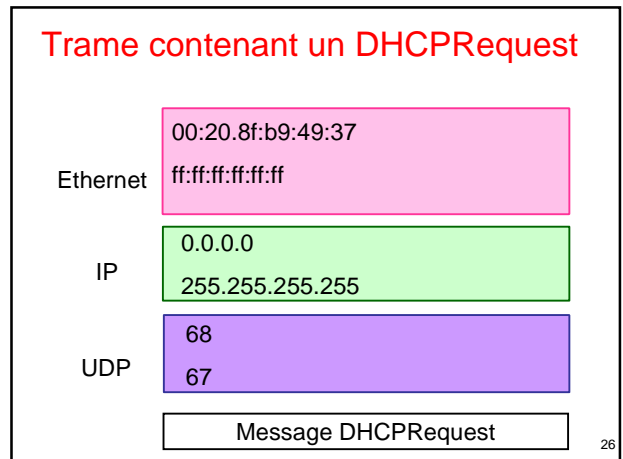 Trame contenant un DHCPRequest
00:20.8f:b9:49:37
Ethernet
ff:ff:ff:ff:ff:ff
0.0.0.0
IP
255.255.255.255
68
UDP
67
Message DHCPRequest
26